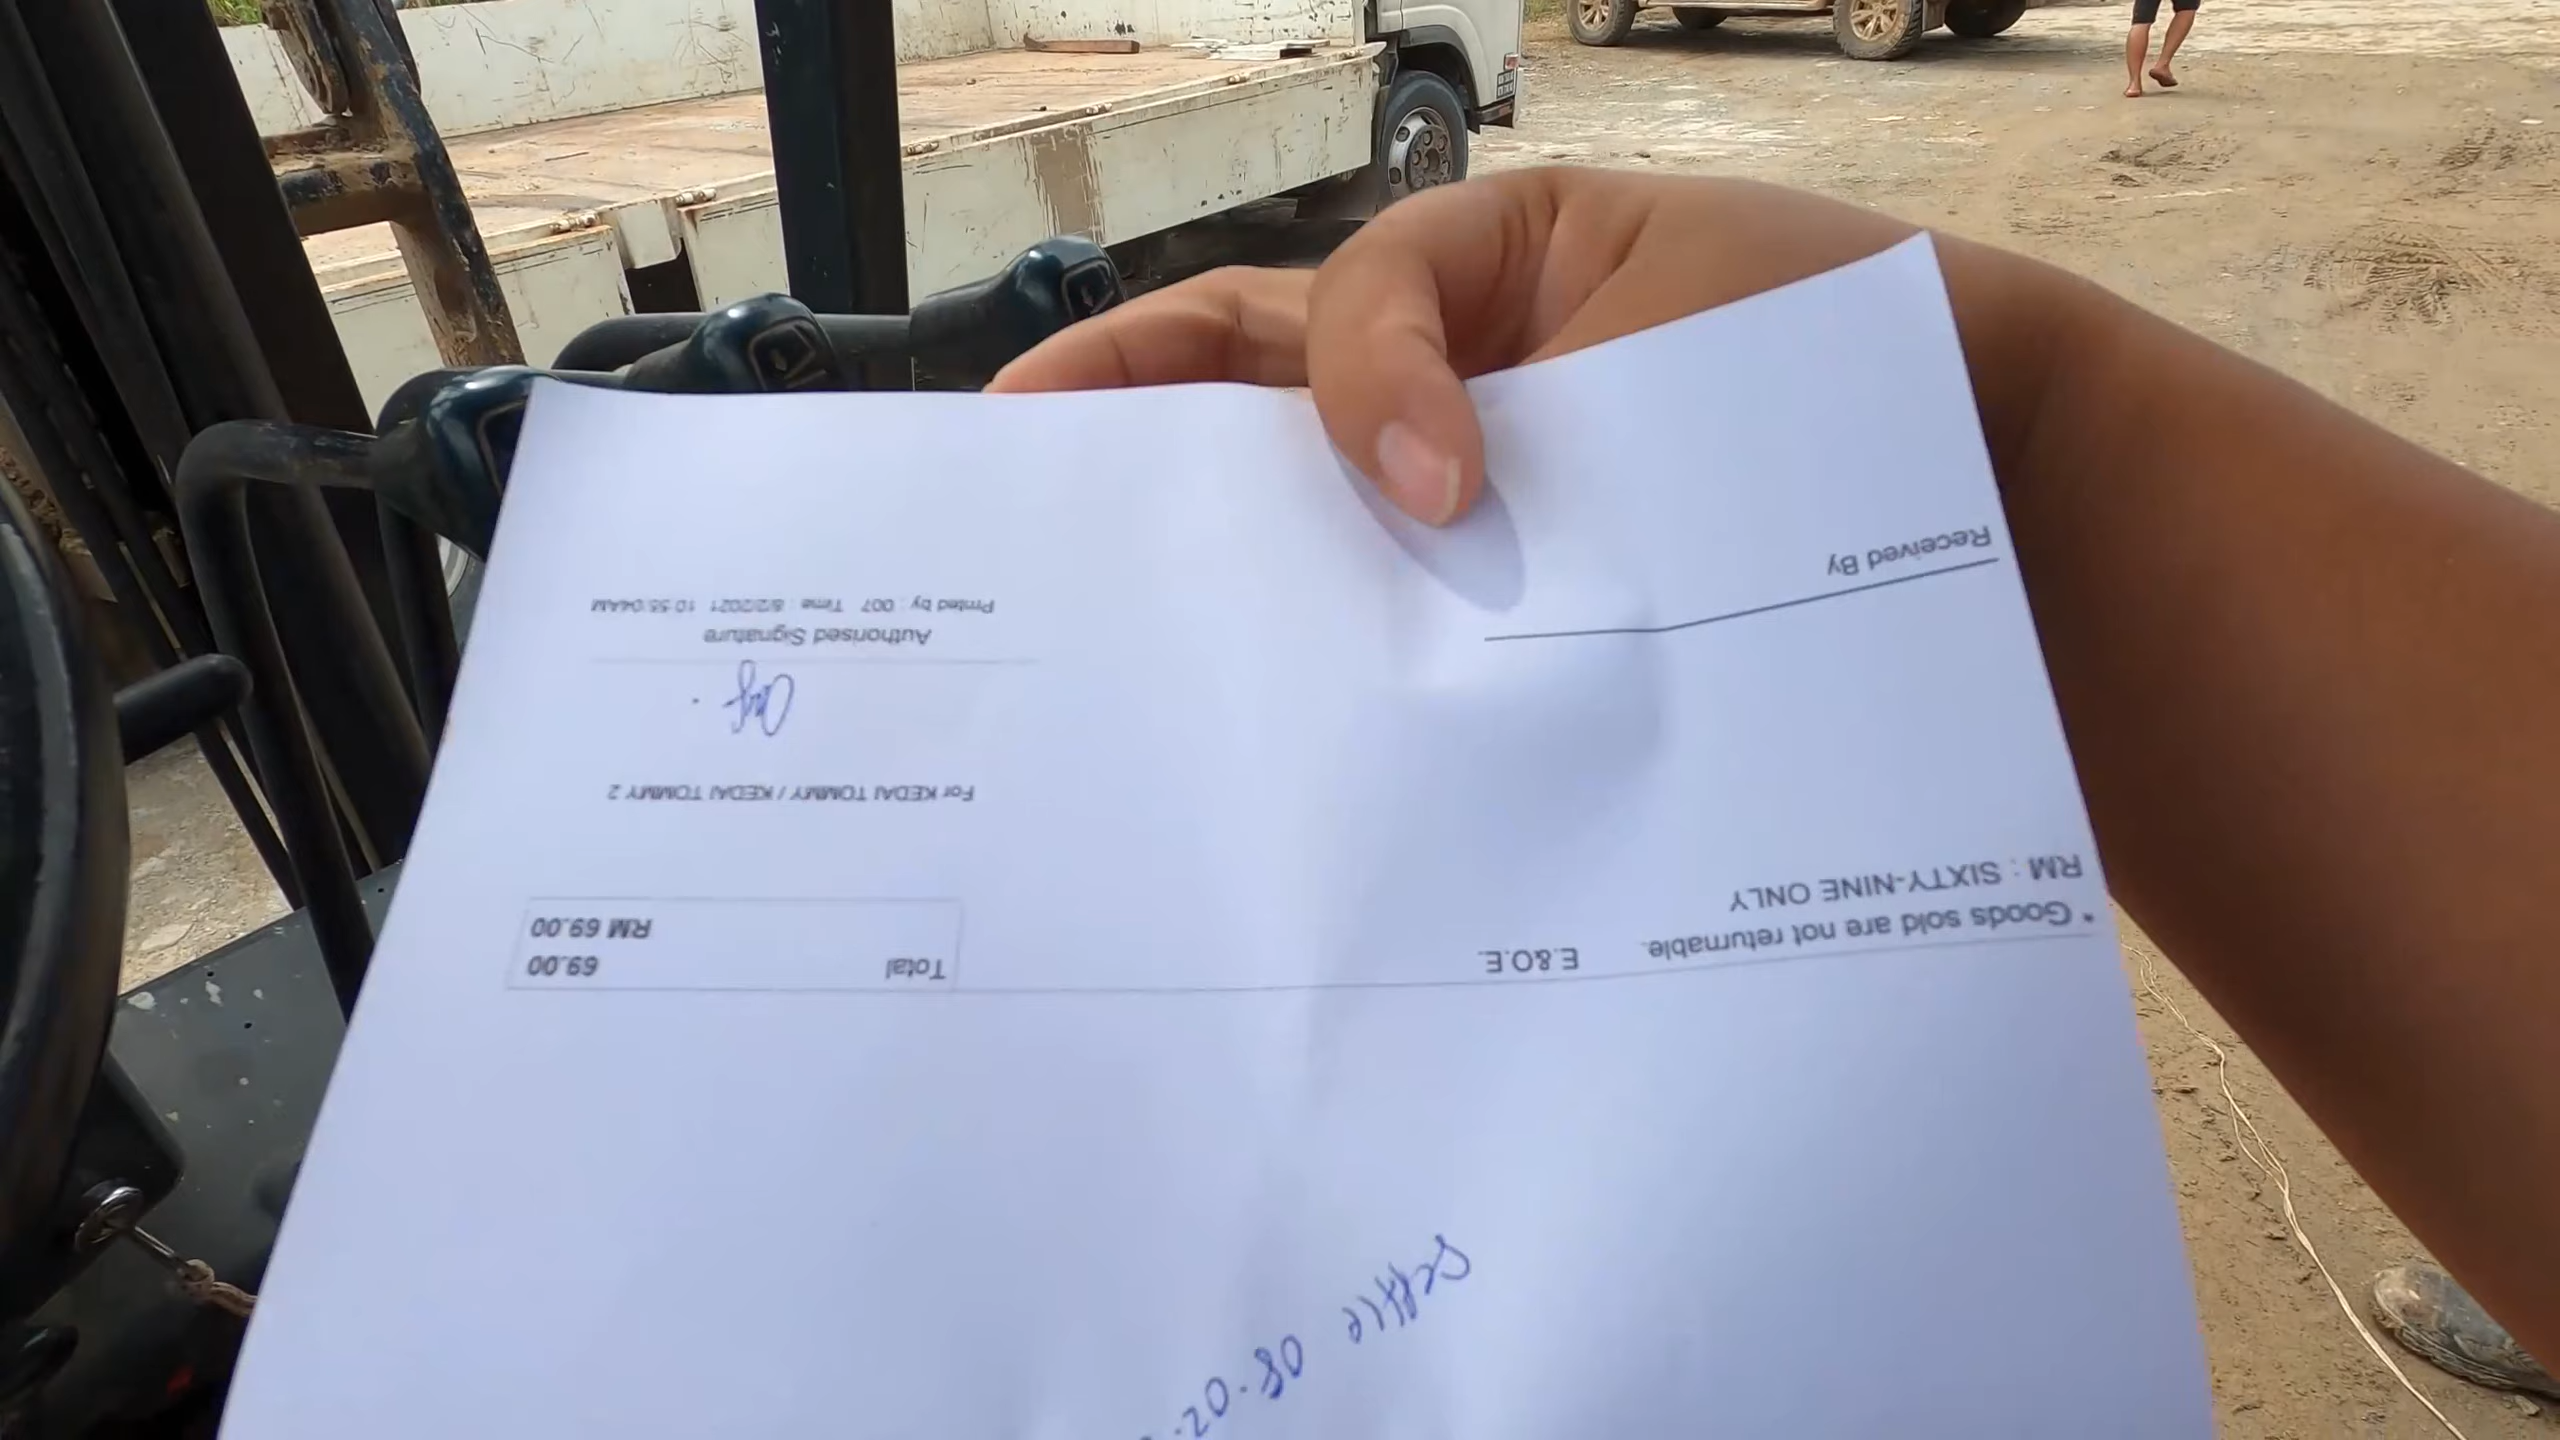 Settle 08.02.
Total 69.00
RM 69.00
* Goods sold are not returnable. E.&O.E.
RM : SIXTY-NINE ONLY
For KEDAI TOMMY / KEDAI TOMMY 2
Received By
Authorised Signature
Printed by : 007 Time : 8/2/2021 10:55:04AM